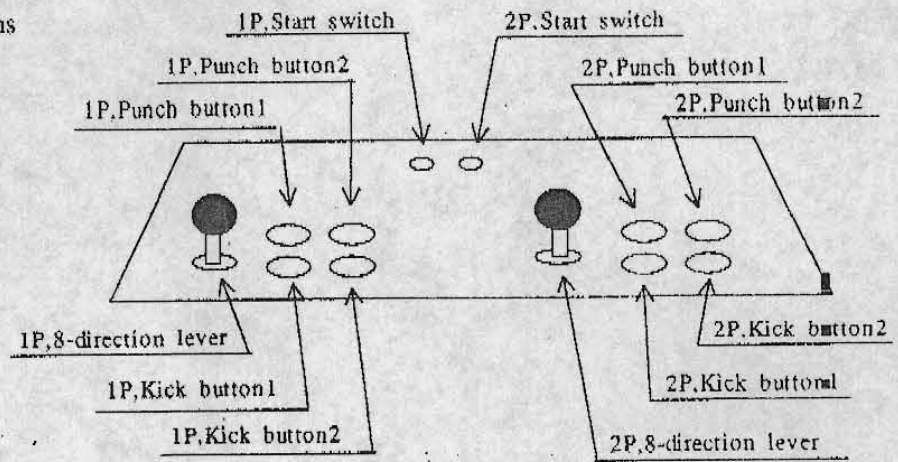 ns
1P,Start switch
2P.Start switch
1P,Punch button2
2P,Punch button1
1P,Punch button1
2P.Punch button2
1P,8-direction lever
2P.Kick button2
1P,Kick button1
2P.Kick button1
1P,Kick button2
2P,8-direction lever